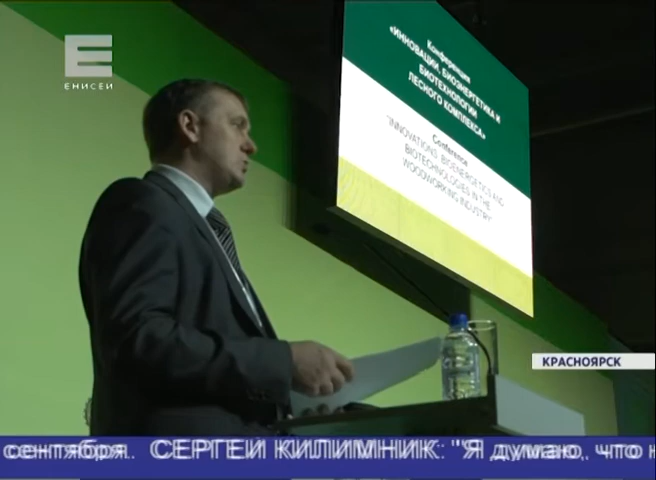 ЕНИСЕЙ
Конференция
«ИННОВАЦИИ, БИОЭНЕРГЕТИКА И
БИОТЕХНОЛОГИИ
ЛЕСНОГО КОМПЛЕКСА»
Conference
"INNOVATIONS, BIOENERGETICS AND
BIOTECHNOLOGIES IN THE
WOODWORKING INDUSTRY"
КРАСНОЯРСК
сентября.. СЕРГЕЙ КИЛИМНИК: "Я думаю, что